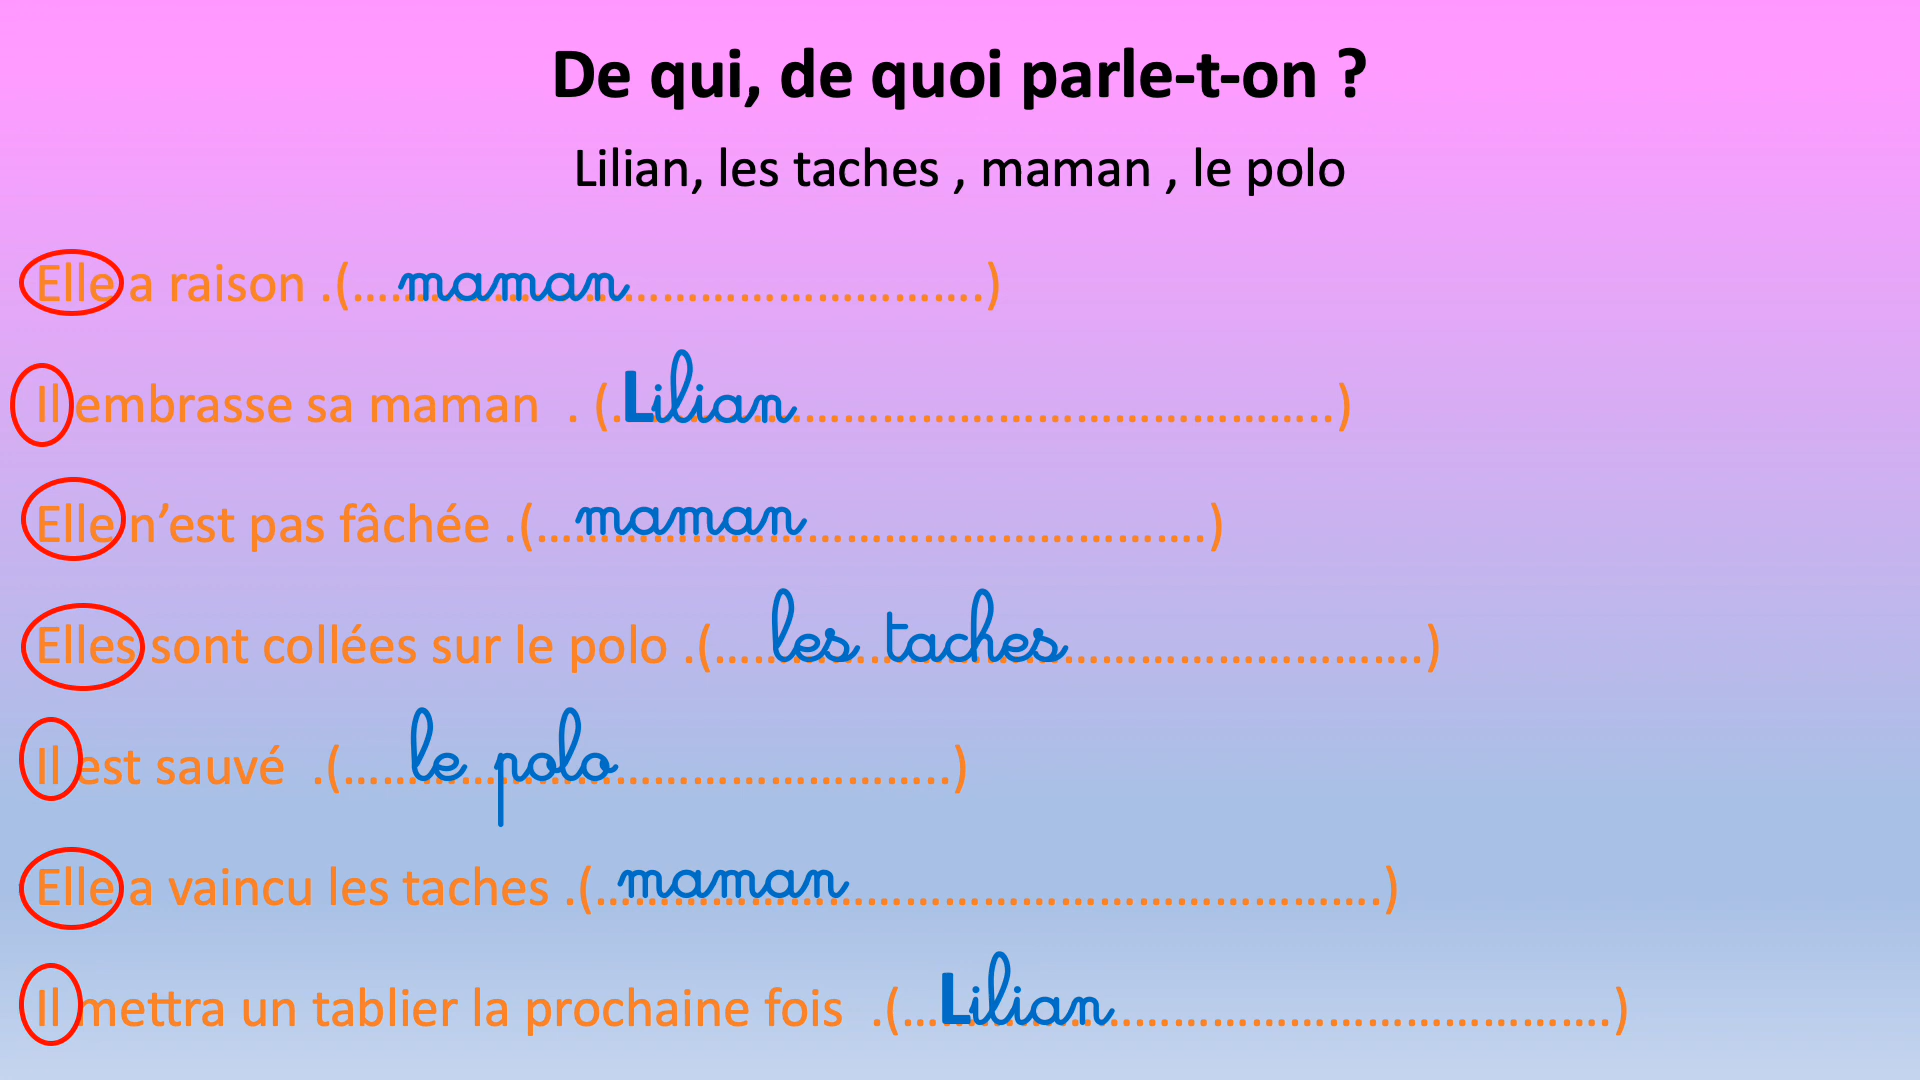 De qui, de quoi parle-t-on ?
Lilian, les taches , maman , le polo
Elle a raison .(.... maman ....................................)
Il embrasse sa maman . (. Lilian ..................................................)
Elle n’est pas fâchée .(... maman ......................................)
Elles sont collées sur le polo .(.... les taches ...................................)
Il est sauvé .(...... le polo ................................)
Elle a vaincu les taches .(.. maman .................................................)
Il mettra un tablier la prochaine fois .(... Lilian ..............................................)